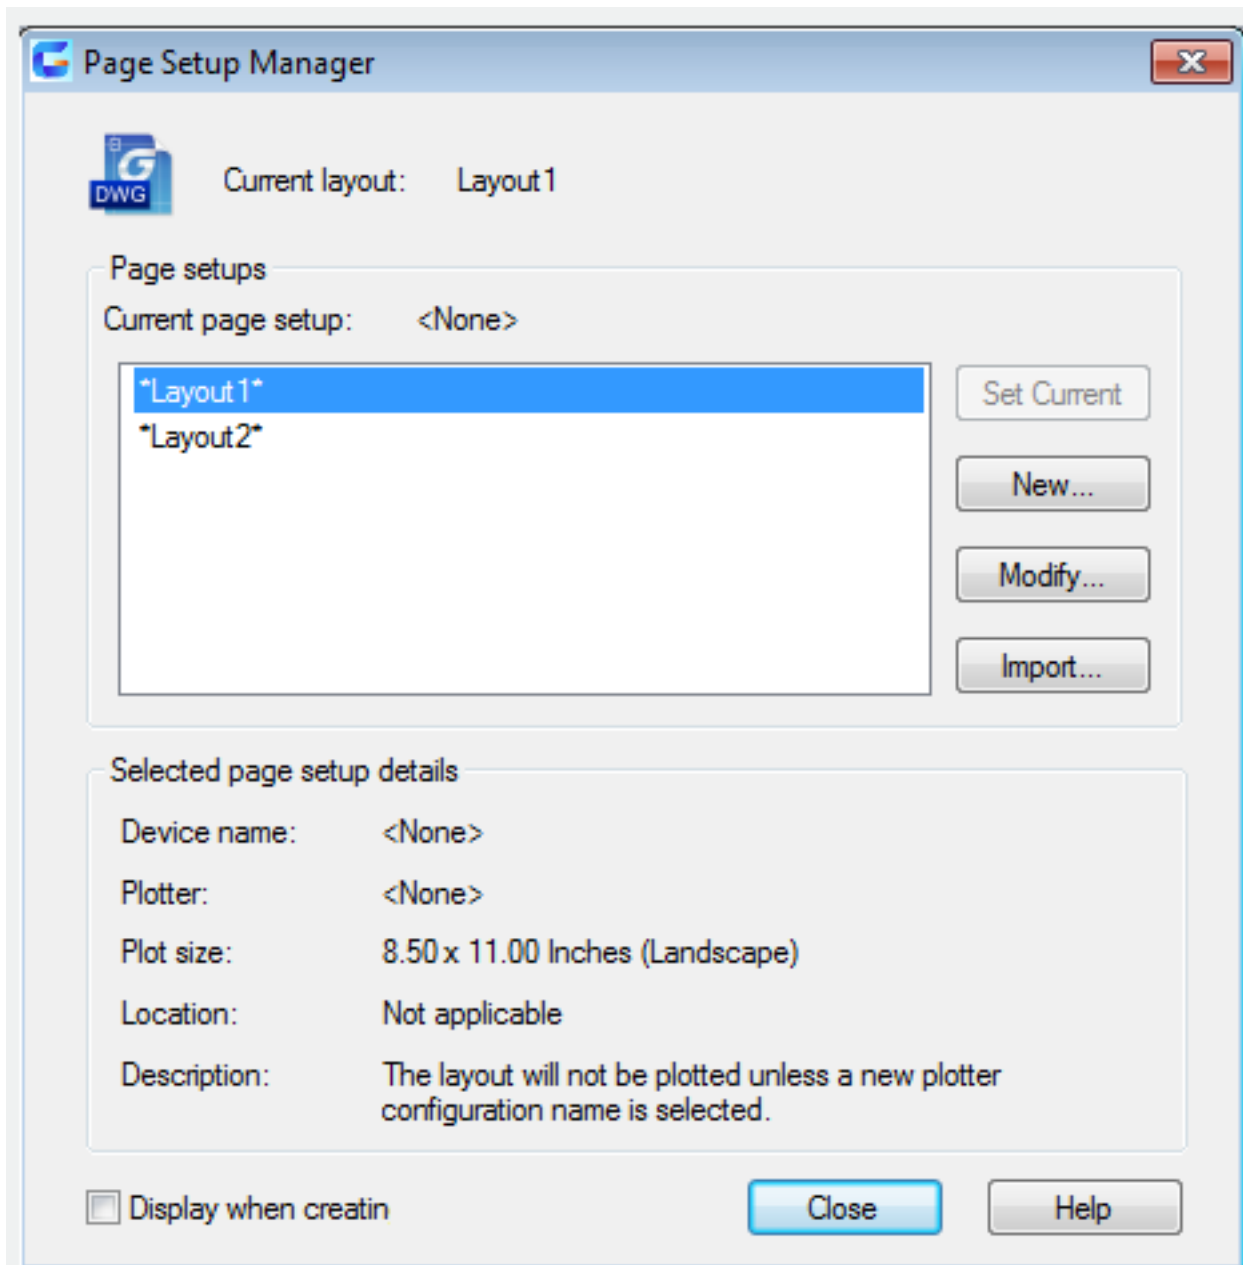 Page Setup Manager
DWG
Current layout: Layout1
Page setups
Current page setup: <None>
*Layout1*
*Layout2*
Set Current
New...
Modify...
Import...
Selected page setup details
Device name: <None>
Plotter: <None>
Plot size: 8.50 x 11.00 Inches (Landscape)
Location: Not applicable
Description: The layout will not be plotted unless a new plotter
configuration name is selected.
Display when creatin
Close
Help